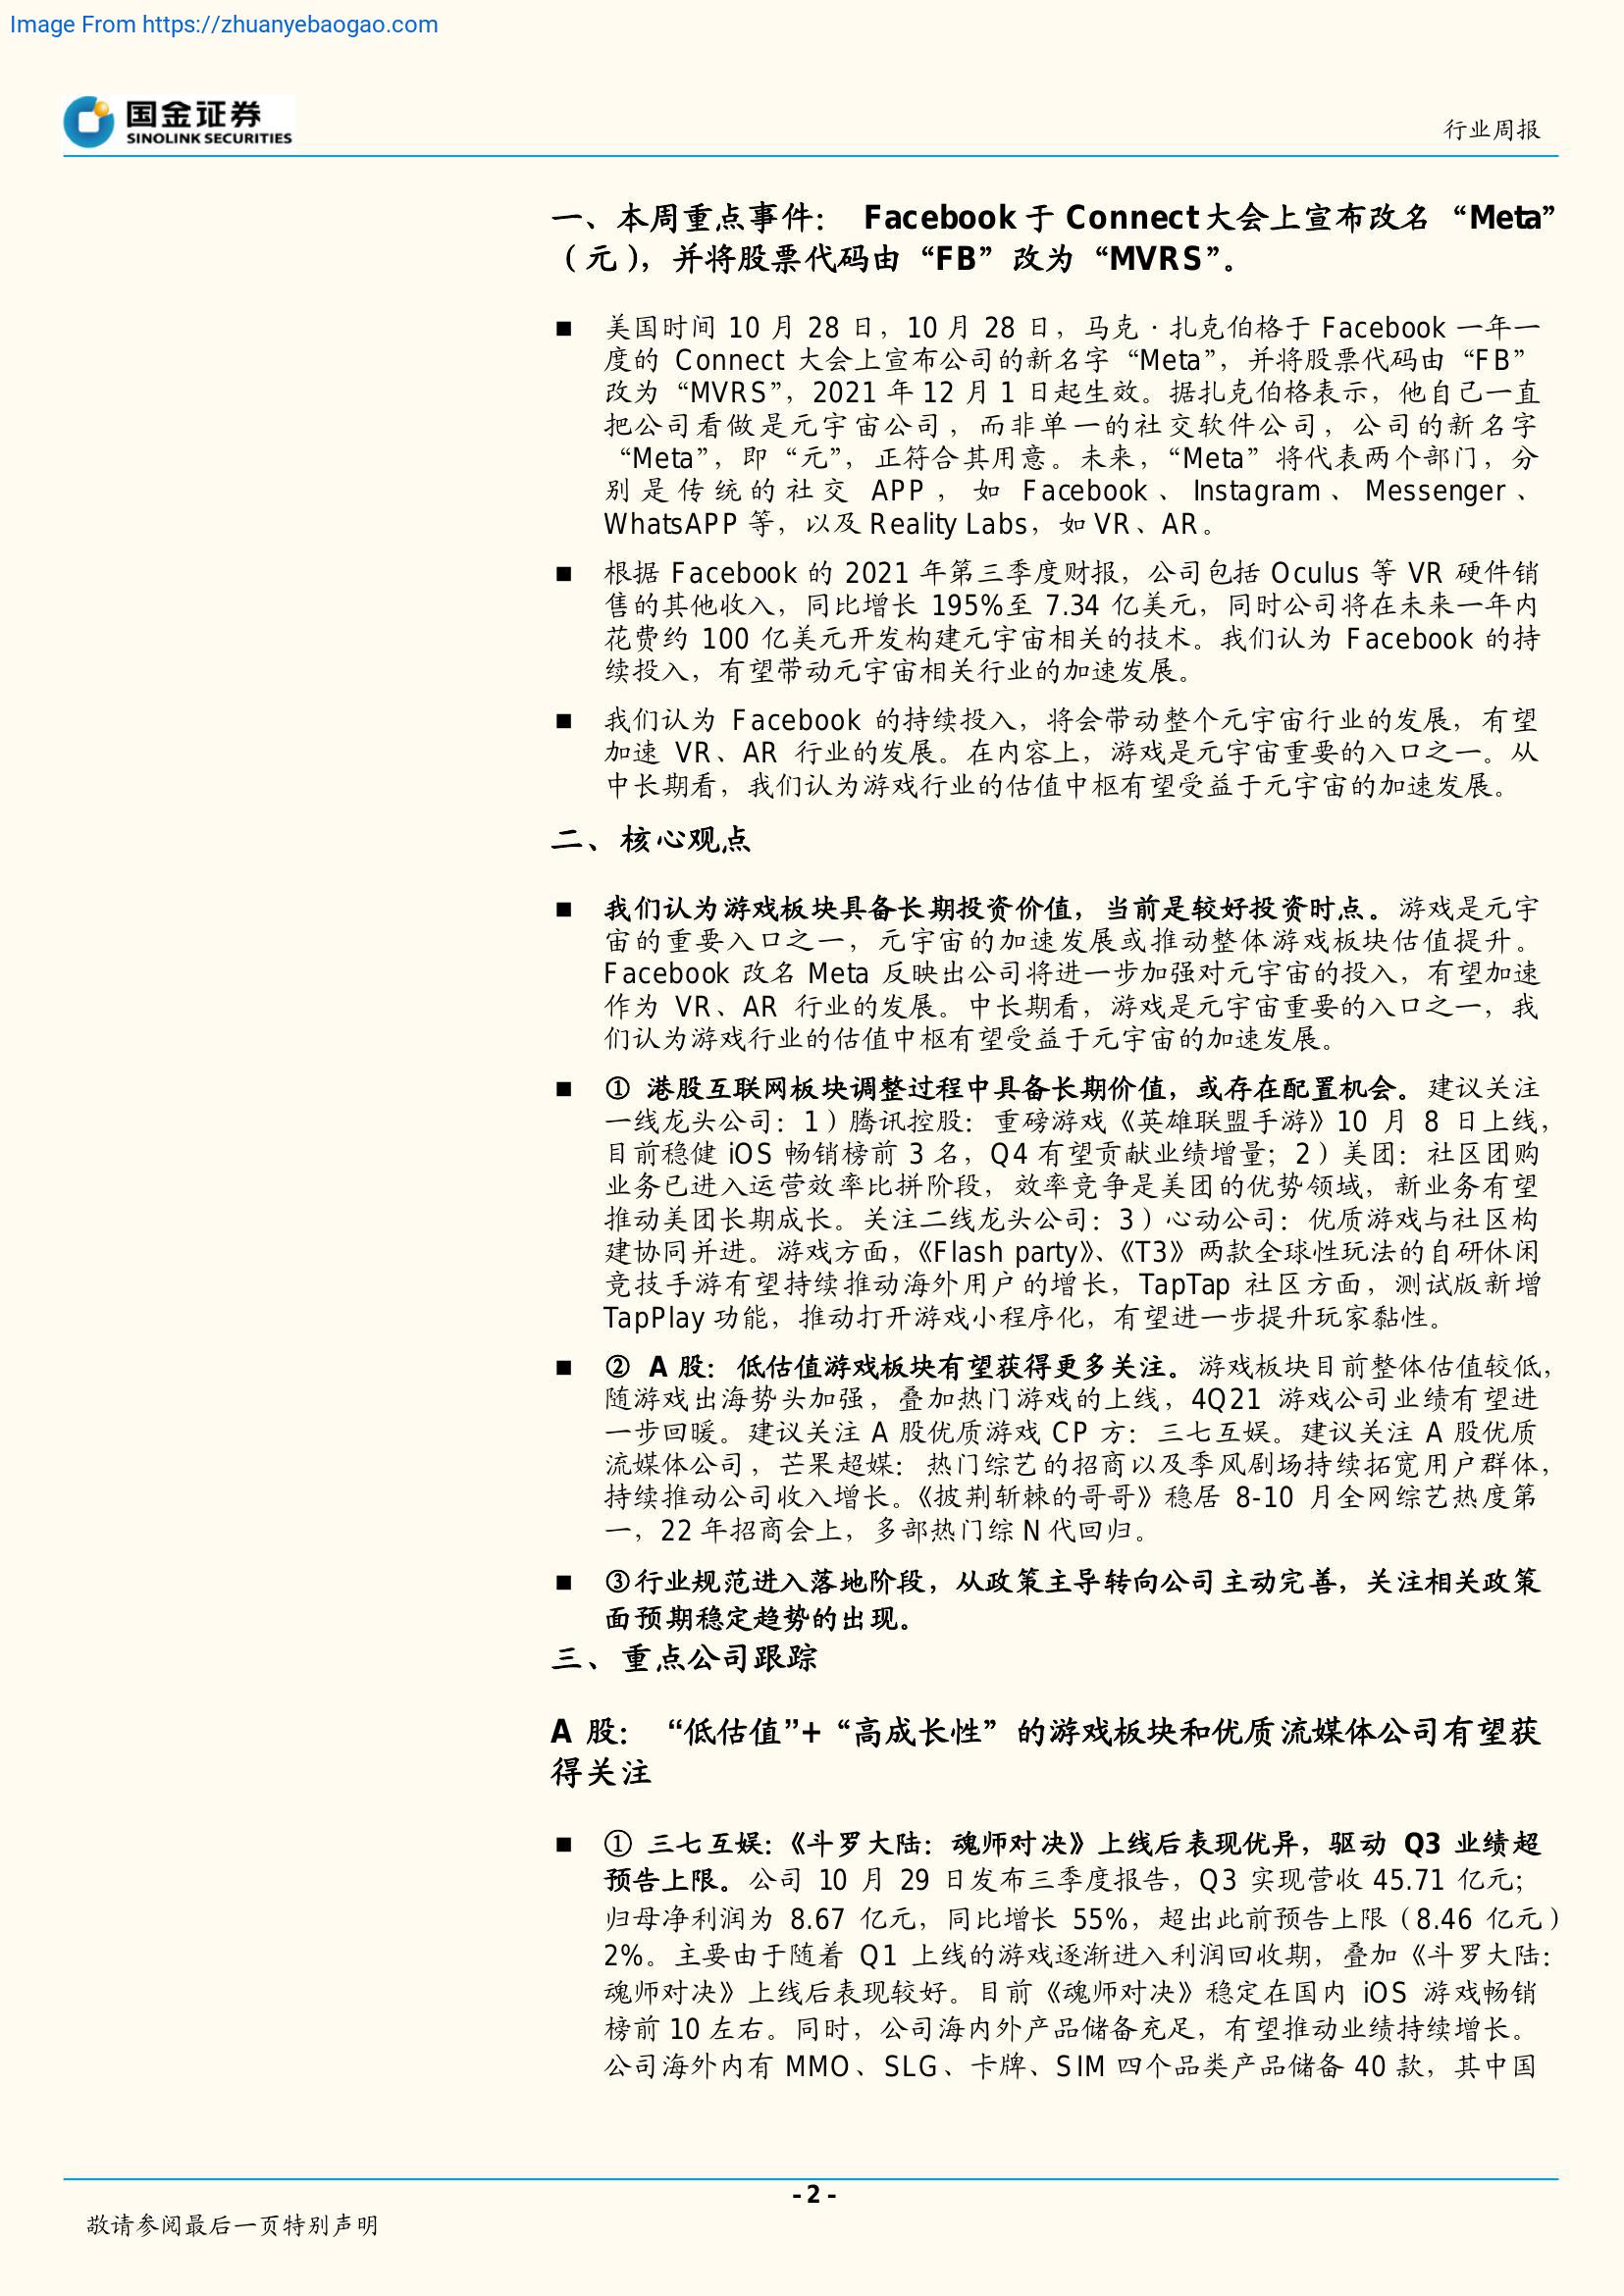 Image From https://zhuanyebaogao.com
国金证券
SINOLINK SECURITIES
行业周报
一、本周重点事件： Facebook 于 Connect 大会上宣布改名“Meta”
（元），并将股票代码由“FB”改为“MVRS”。
■ 美国时间 10 月 28 日，10 月 28 日，马克·扎克伯格于 Facebook 一年一
度的 Connect 大会上宣布公司的新名字“Meta”，并将股票代码由“FB”
改为“MVRS”，2021 年 12 月 1 日起生效。据扎克伯格表示，他自己一直
把公司看做是元宇宙公司，而非单一的社交软件公司，公司的新名字
“Meta”，即“元”，正符合其用意。未来，“Meta”将代表两个部门，分
别是传统的社交 APP，如 Facebook、Instagram、Messenger、
WhatsAPP 等，以及 Reality Labs，如 VR、AR。
■ 根据 Facebook 的 2021 年第三季度财报，公司包括 Oculus 等 VR 硬件销
售的其他收入，同比增长 195%至 7.34 亿美元，同时公司将在未来一年内
花费约 100 亿美元开发构建元宇宙相关的技术。我们认为 Facebook 的持
续投入，有望带动元宇宙相关行业的加速发展。
■ 我们认为 Facebook 的持续投入，将会带动整个元宇宙行业的发展，有望
加速 VR、AR 行业的发展。在内容上，游戏是元宇宙重要的入口之一。从
中长期看，我们认为游戏行业的估值中枢有望受益于元宇宙的加速发展。
二、核心观点
■ 我们认为游戏板块具备长期投资价值，当前是较好投资时点。游戏是元宇
宙的重要入口之一，元宇宙的加速发展或推动整体游戏板块估值提升。
Facebook 改名 Meta 反映出公司将进一步加强对元宇宙的投入，有望加速
作为 VR、AR 行业的发展。中长期看，游戏是元宇宙重要的入口之一，我
们认为游戏行业的估值中枢有望受益于元宇宙的加速发展。
■ ① 港股互联网板块调整过程中具备长期价值，或存在配置机会。建议关注
一线龙头公司：1）腾讯控股：重磅游戏《英雄联盟手游》10 月 8 日上线，
目前稳健 iOS 畅销榜前 3 名，Q4 有望贡献业绩增量；2）美团：社区团购
业务已进入运营效率比拼阶段，效率竞争是美团的优势领域，新业务有望
推动美团长期成长。关注二线龙头公司：3）心动公司：优质游戏与社区构
建协同并进。游戏方面，《Flash party》、《T3》两款全球性玩法的自研休闲
竞技手游有望持续推动海外用户的增长，TapTap 社区方面，测试版新增
TapPlay 功能，推动打开游戏小程序化，有望进一步提升玩家黏性。
■ ② A 股：低估值游戏板块有望获得更多关注。游戏板块目前整体估值较低，
随游戏出海势头加强，叠加热门游戏的上线，4Q21 游戏公司业绩有望进
一步回暖。建议关注 A 股优质游戏 CP 方：三七互娱。建议关注 A 股优质
流媒体公司，芒果超媒：热门综艺的招商以及季风剧场持续拓宽用户群体，
持续推动公司收入增长。《披荆斩棘的哥哥》稳居 8-10 月全网综艺热度第
一，22 年招商会上，多部热门综 N 代回归。
■ ③行业规范进入落地阶段，从政策主导转向公司主动完善，关注相关政策
面预期稳定趋势的出现。
三、重点公司跟踪
A 股： “低估值”+“高成长性”的游戏板块和优质流媒体公司有望获
得关注
■ ① 三七互娱：《斗罗大陆：魂师对决》上线后表现优异，驱动 Q3 业绩超
预告上限。公司 10 月 29 日发布三季度报告，Q3 实现营收 45.71 亿元；
归母净利润为 8.67 亿元，同比增长 55%，超出此前预告上限（8.46 亿元）
2%。主要由于随着 Q1 上线的游戏逐渐进入利润回收期，叠加《斗罗大陆：
魂师对决》上线后表现较好。目前《魂师对决》稳定在国内 iOS 游戏畅销
榜前 10 左右。同时，公司海内外产品储备充足，有望推动业绩持续增长。
公司海外内有 MMO、SLG、卡牌、SIM 四个品类产品储备 40 款，其中国
- 2 -
敬请参阅最后一页特别声明